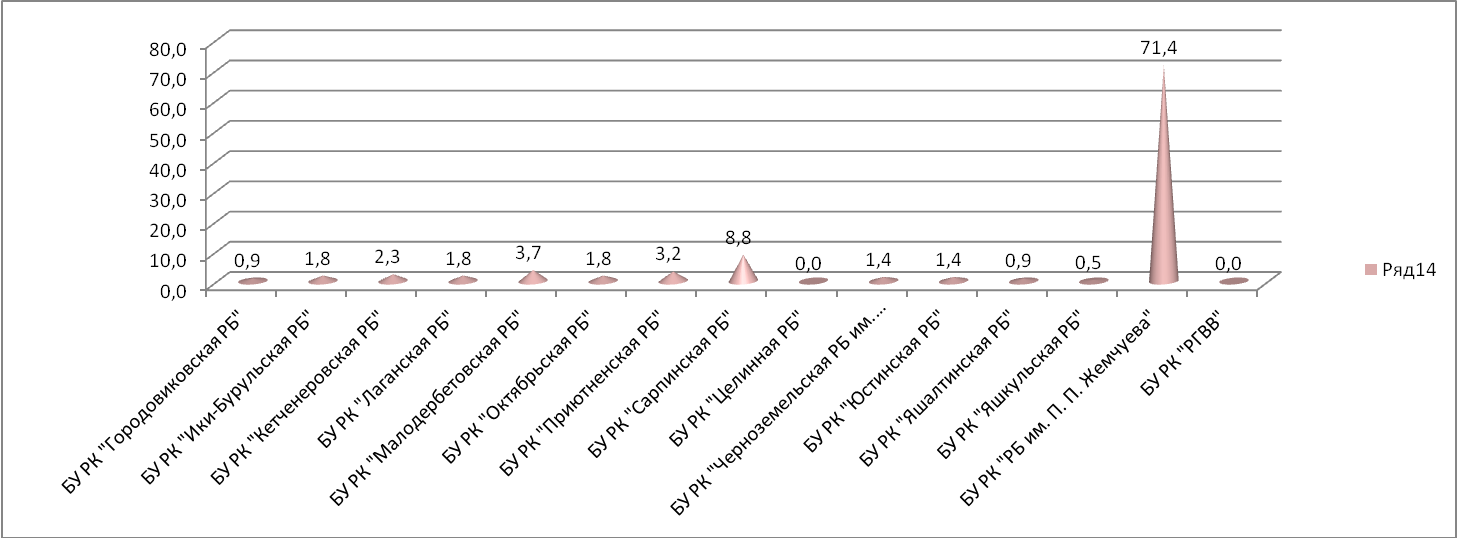 80,0
70,0
60,0
50,0
40,0
30,0
20,0
10,0
0,0
0,9
1,8
2,3
1,8
3,7
1,8
3,2
8,8
0,0
1,4
1,4
0,9
0,5
71,4
0,0
БУ РК "Городовиковская РБ"
БУ РК "Ики-Бурульская РБ"
БУ РК "Кетченеровская РБ"
БУ РК "Лаганская РБ"
БУ РК "Малодербетовская РБ"
БУ РК "Октябрьская РБ"
БУ РК "Приютненская РБ"
БУ РК "Сарпинская РБ"
БУ РК "Целинная РБ"
БУ РК "Черноземельская РБ им....
БУ РК "Юстинская РБ"
БУ РК "Яшалтинская РБ"
БУ РК "Яшкульская РБ"
БУ РК "РБ им. П. П. Жемчуева"
БУ РК "РГВВ"
Ряд14